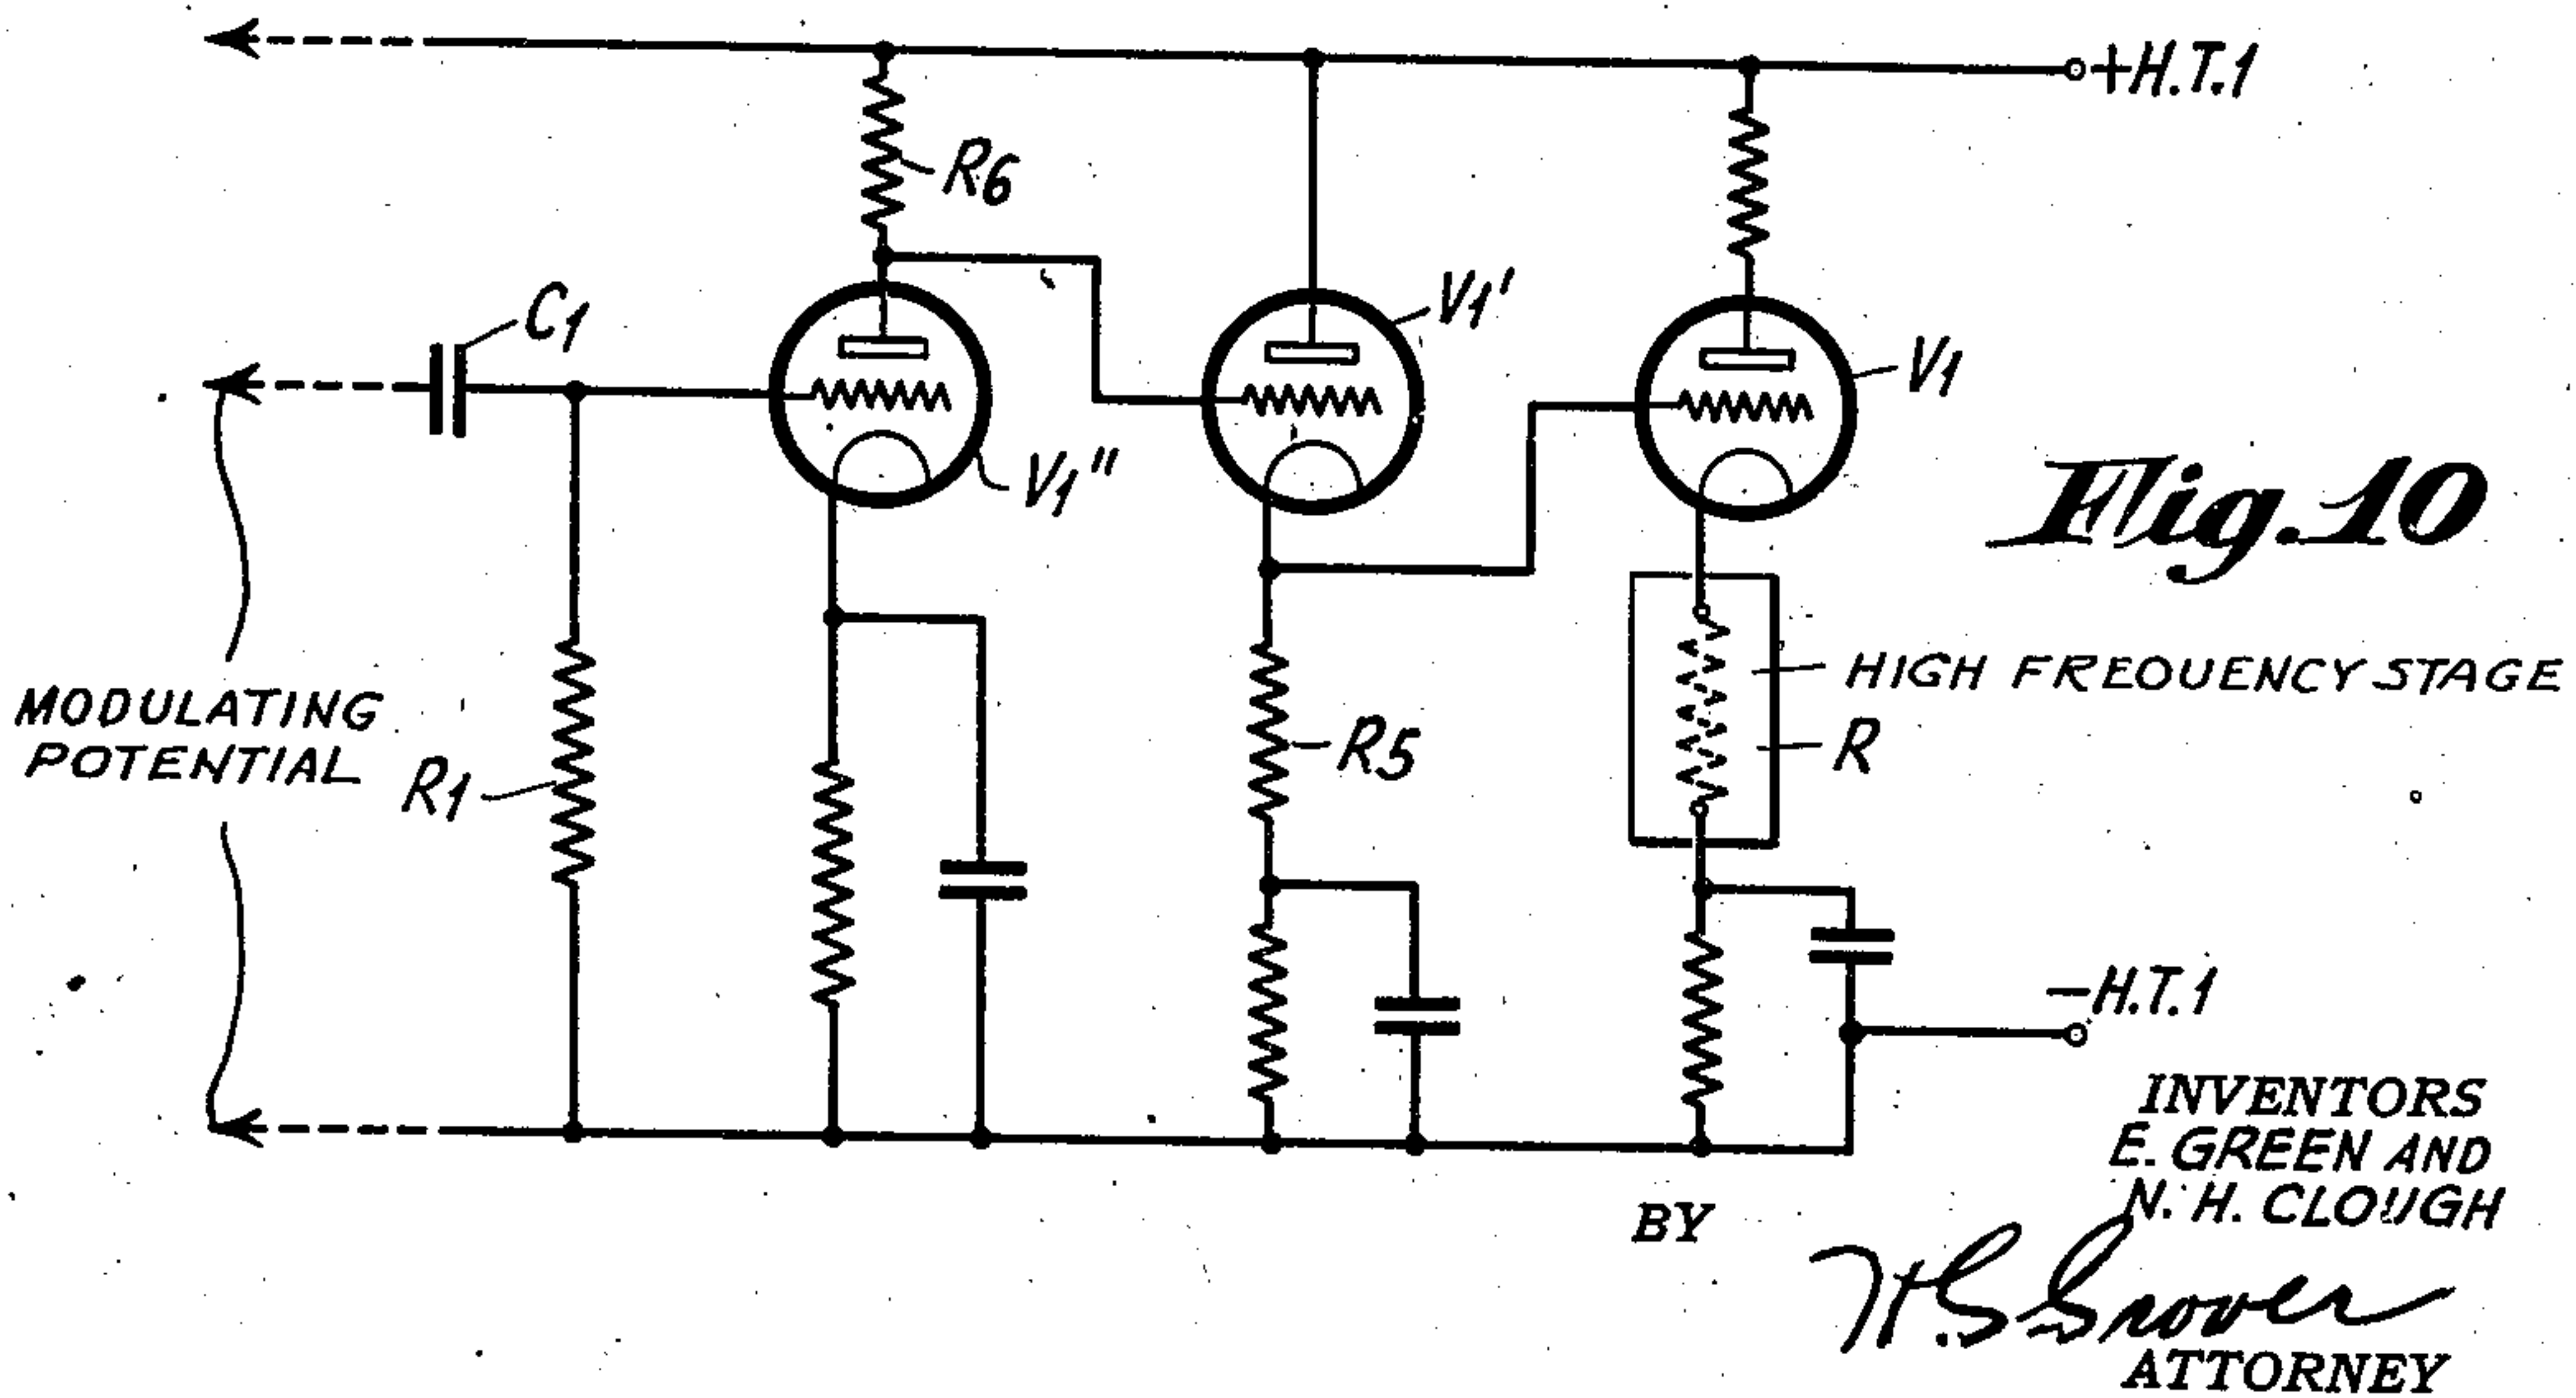 +H.T.1
R6
C1
V1'
V1
V1"
Fig. 10
HIGH FREQUENCY STAGE
MODULATING
POTENTIAL
R1
R5
R
-H.T.1
INVENTORS
E. GREEN AND
N. H. CLOUGH
BY
H. S. Grover
ATTORNEY